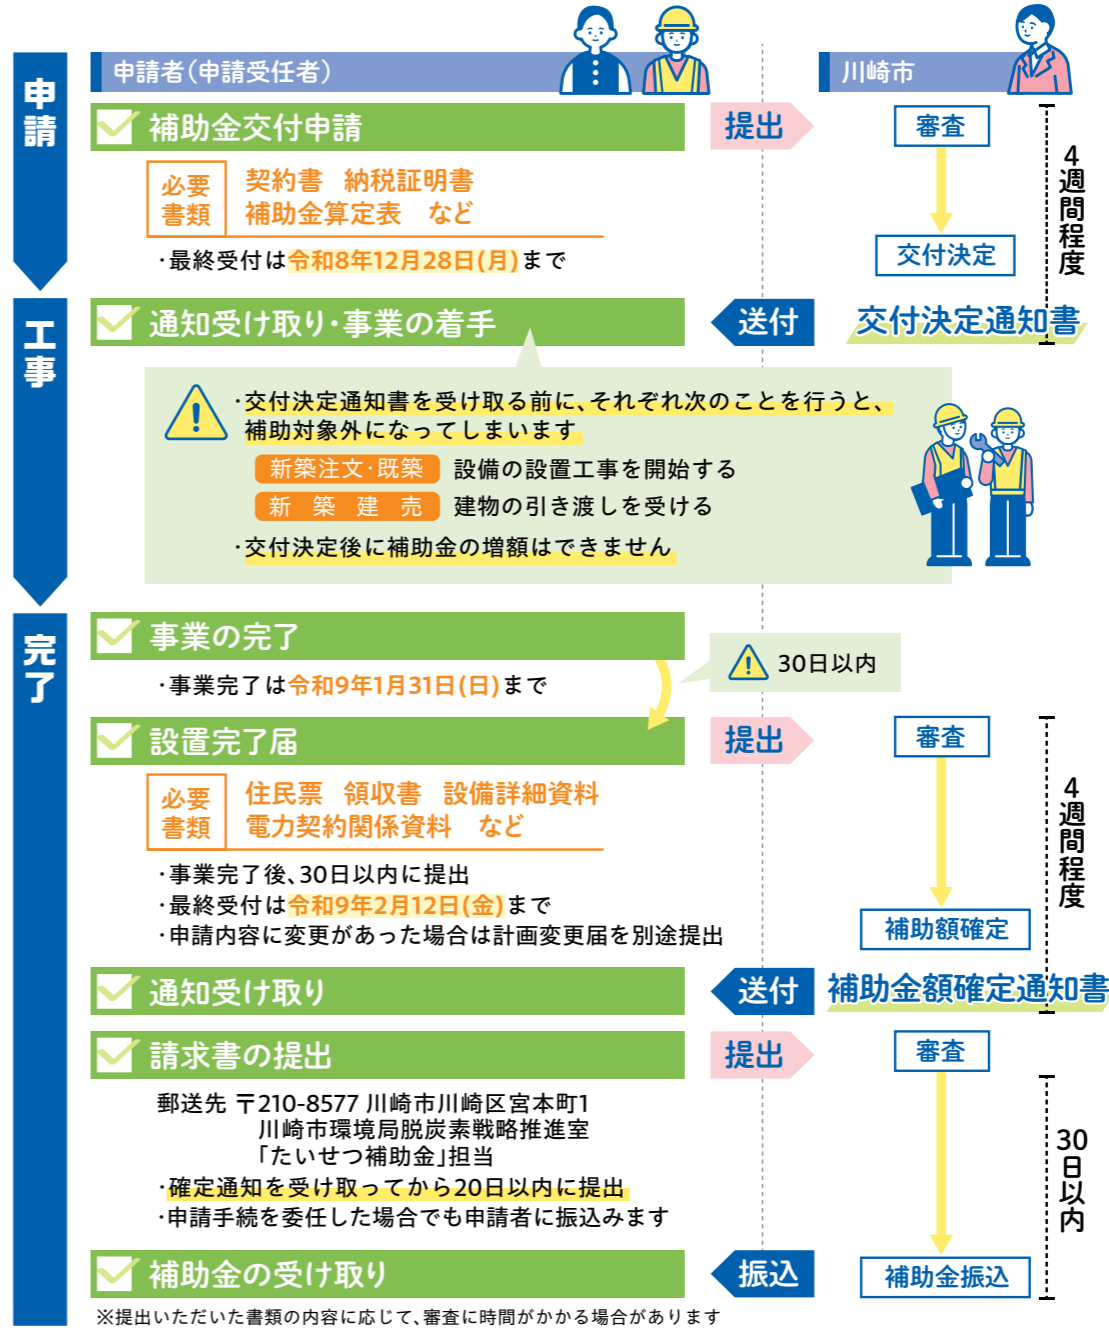 申請
申請者（申請受任者）
川崎市
補助金交付申請
提出
審査
必要書類
契約書　納税証明書
補助金算定表　など
・最終受付は令和8年12月28日(月)まで
交付決定
4週間程度
工事
通知受け取り・事業の着手
送付
交付決定通知書
・交付決定通知書を受け取る前に、それぞれ次のことを行うと、
補助対象外になってしまいます
新築注文・既築　設備の設置工事を開始する
新築建売　建物の引き渡しを受ける
・交付決定後に補助金の増額はできません
完了
事業の完了
・事業完了は令和9年1月31日(日)まで
30日以内
設置完了届
提出
審査
必要書類
住民票　領収書　設備詳細資料
電力契約関係資料　など
・事業完了後、30日以内に提出
・最終受付は令和9年2月12日(金)まで
・申請内容に変更があった場合は計画変更届を別途提出
補助額確定
4週間程度
通知受け取り
送付
補助金額確定通知書
請求書の提出
提出
審査
郵送先 〒210-8577 川崎市川崎区宮本町1
川崎市環境局脱炭素戦略推進室
「たいせつ補助金」担当
・確定通知を受け取ってから20日以内に提出
・申請手続を委任した場合でも申請者に振込みます
30日以内
補助金の受け取り
振込
補助金振込
※提出いただいた書類の内容に応じて、審査に時間がかかる場合があります